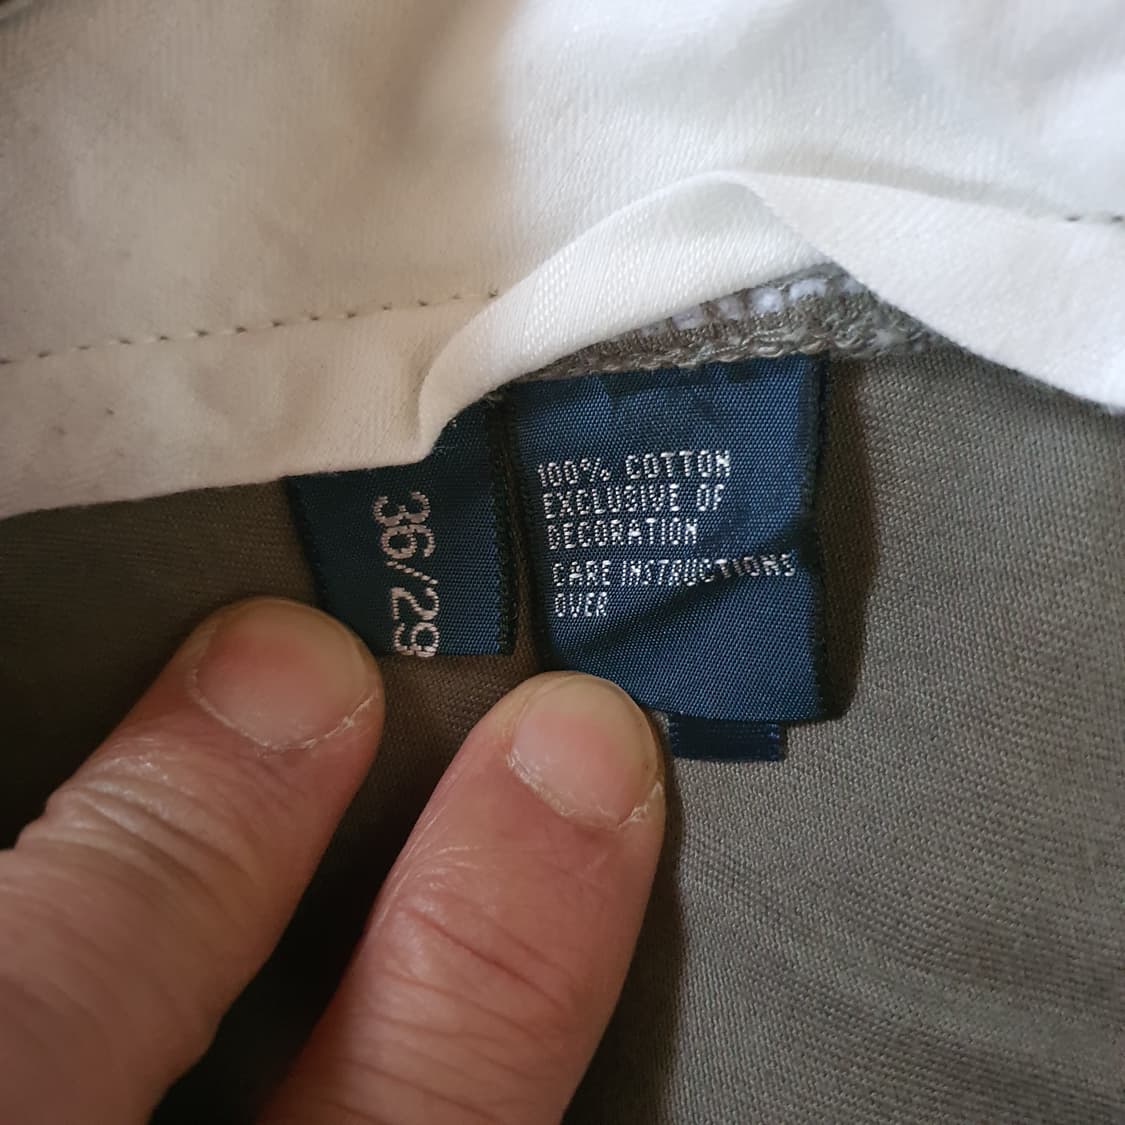 36/29
100% COTTON
EXCLUSIVE OF
DECORATION
CARE INSTRUCTIONS
OVER